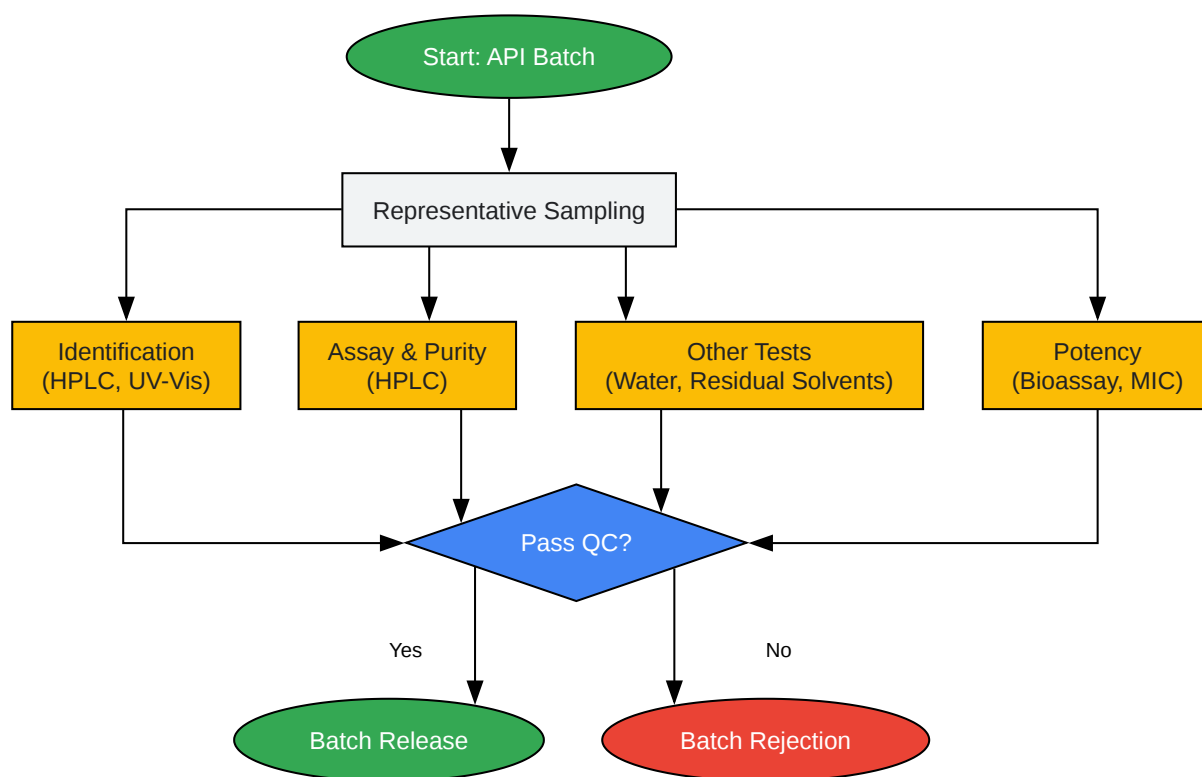 Start: API Batch
Representative Sampling
Identification
(HPLC, UV-Vis)
Assay & Purity
(HPLC)
Other Tests
(Water, Residual Solvents)
Potency
(Bioassay, MIC)
Pass QC?
Yes
No
Batch Release
Batch Rejection